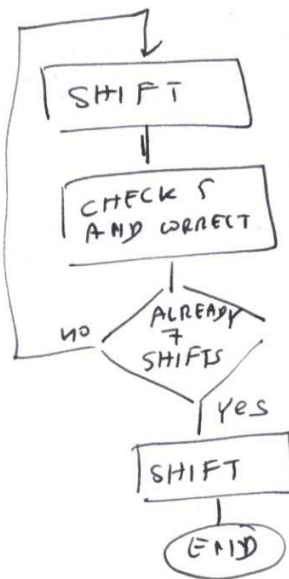 SHIFT
CHECK 5
AND CORRECT
ALREADY
7
SHIFTS
NO
YES
SHIFT
END